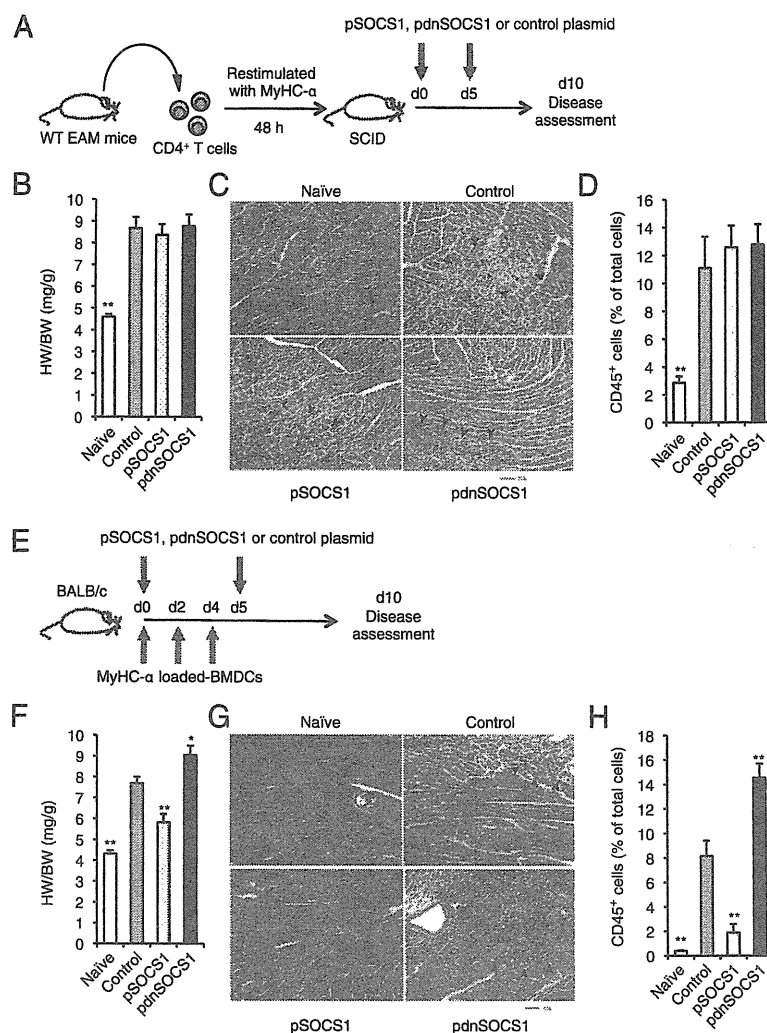 A
pSOCS1, pdnSOCS1 or control plasmid
Restimulated
with MyHC-α
48 h
d0
d5
d10
Disease
assessment
WT EAM mice
CD4+ T cells
SCID
B
HW/BW (mg/g)
10
9
8
7
6
5
4
3
2
1
0
**
Naïve
Control
pSOCS1
pdnSOCS1
C
Naïve
Control
pSOCS1
pdnSOCS1
D
CD45+ cells (% of total cells)
16
14
12
10
8
6
4
2
0
**
Naïve
Control
pSOCS1
pdnSOCS1
E
pSOCS1, pdnSOCS1 or control plasmid
BALB/c
d0
d2
d4
d5
d10
Disease
assessment
MyHC-α loaded-BMDCs
F
HW/BW (mg/g)
10
9
8
7
6
5
4
3
2
1
0
**
**
*
Naïve
Control
pSOCS1
pdnSOCS1
G
Naïve
Control
pSOCS1
pdnSOCS1
H
CD45+ cells (% of total cells)
18
16
14
12
10
8
6
4
2
0
**
**
**
Naïve
Control
pSOCS1
pdnSOCS1